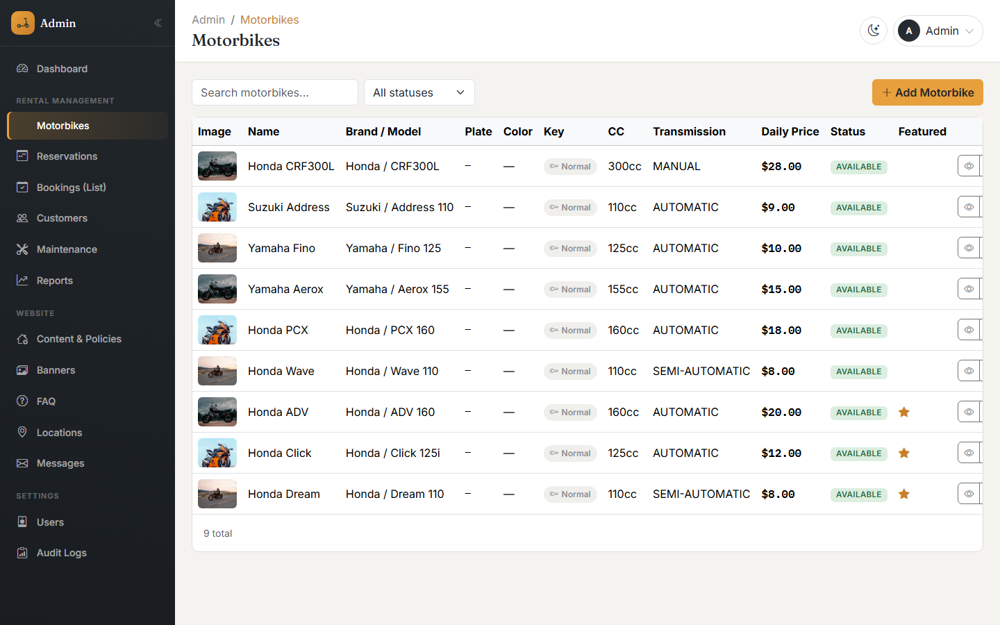 Admin
Admin / Motorbikes
Motorbikes
A Admin
Dashboard
RENTAL MANAGEMENT
Motorbikes
Reservations
Bookings (List)
Customers
Maintenance
Reports
WEBSITE
Content & Policies
Banners
FAQ
Locations
Messages
SETTINGS
Users
Audit Logs
Search motorbikes...
All statuses
+ Add Motorbike
Image Name Brand / Model Plate Color Key CC Transmission Daily Price Status Featured
Honda CRF300L Honda / CRF300L – — Normal 300cc MANUAL $28.00 AVAILABLE
Suzuki Address Suzuki / Address 110 – — Normal 110cc AUTOMATIC $9.00 AVAILABLE
Yamaha Fino Yamaha / Fino 125 – — Normal 125cc AUTOMATIC $10.00 AVAILABLE
Yamaha Aerox Yamaha / Aerox 155 – — Normal 155cc AUTOMATIC $15.00 AVAILABLE
Honda PCX Honda / PCX 160 – — Normal 160cc AUTOMATIC $18.00 AVAILABLE
Honda Wave Honda / Wave 110 – — Normal 110cc SEMI-AUTOMATIC $8.00 AVAILABLE
Honda ADV Honda / ADV 160 – — Normal 160cc AUTOMATIC $20.00 AVAILABLE
Honda Click Honda / Click 125i – — Normal 125cc AUTOMATIC $12.00 AVAILABLE
Honda Dream Honda / Dream 110 – — Normal 110cc SEMI-AUTOMATIC $8.00 AVAILABLE
9 total